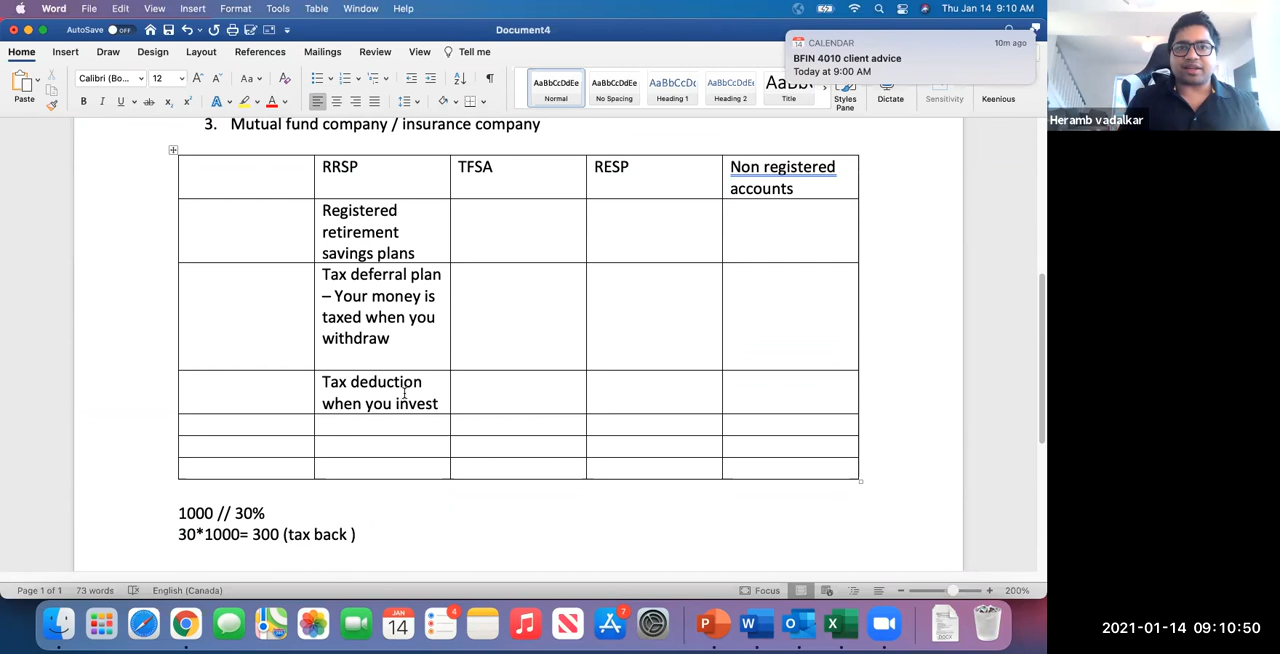 Word File Edit View Insert Format Tools Table Window Help Thu Jan 14 9:10 AM
AutoSave OFF Document4
Home Insert Draw Design Layout References Mailings Review View Tell me
CALENDAR 10m ago
BFIN 4010 client advice
Today at 9:00 AM
Paste Calibri (Bo... 12
AaBbCcDdEe AaBbCcDdEe AaBbCcDc AaBbCcDdEe AaBbC
Normal No Spacing Heading 1 Heading 2 Title Styles Pane Dictate Sensitivity Keenious
Heramb vadalkar
3. Mutual fund company / insurance company
RRSP TFSA RESP Non registered
accounts
Registered
retirement
savings plans
Tax deferral plan
– Your money is
taxed when you
withdraw
Tax deduction
when you invest
1000 // 30%
30*1000= 300 (tax back )
Page 1 of 1 73 words English (Canada) Focus 200%
JAN
14
4
7
2021-01-14 09:10:50